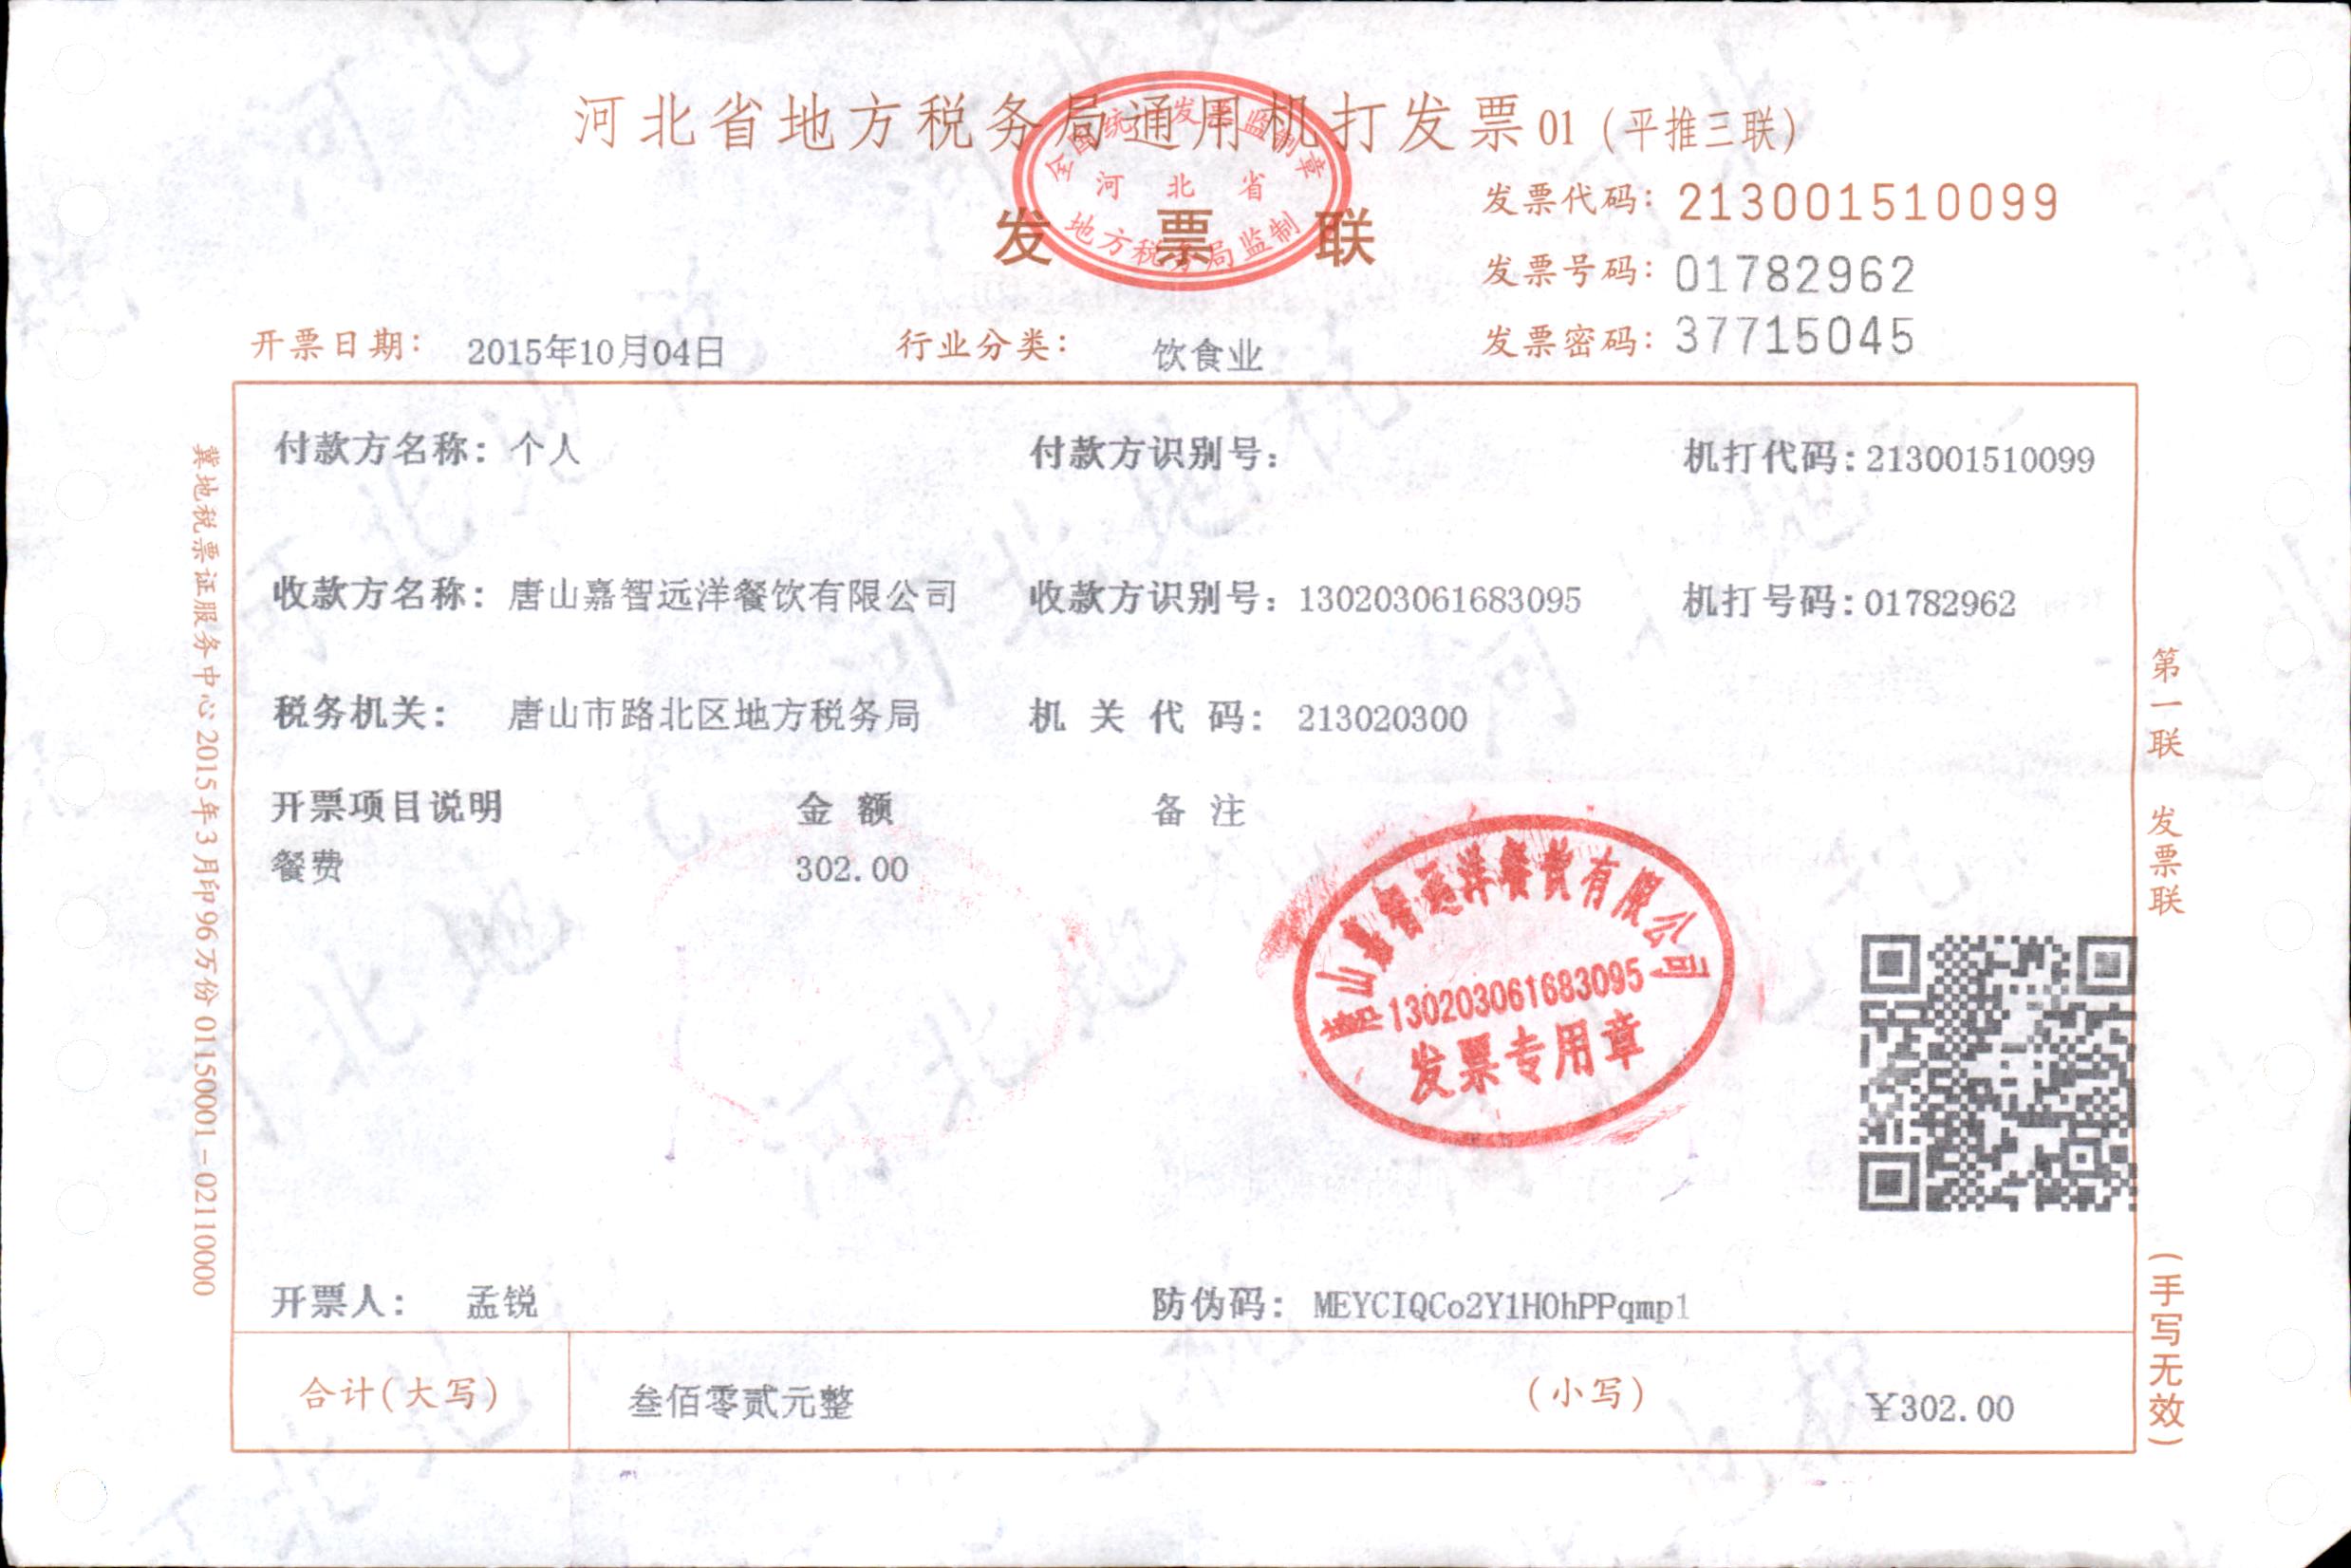 河北省地方税务局通用机打发票01（平推三联）
全国统一发票监制章
河北省
地方税务局监制
发票联
发票代码：213001510099
发票号码：01782962
发票密码：37715045
开票日期： 2015年10月04日 行业分类： 饮食业
付款方名称：个人 付款方识别号： 机打代码：213001510099
收款方名称：唐山嘉智远洋餐饮有限公司 收款方识别号：130203061683095 机打号码：01782962
税务机关： 唐山市路北区地方税务局 机关代码： 213020300
开票项目说明 金额 备注
餐费 302.00
唐山嘉智远洋餐饮有限公司
130203061683095
发票专用章
开票人： 孟锐 防伪码： MEYCIQCo2Y1H0hPPqmp1
合计（大写） 叁佰零贰元整 （小写） ￥302.00
冀地税票证服务中心2015年3月印96万份01150001－02110000
第一联 发票联
（手写无效）